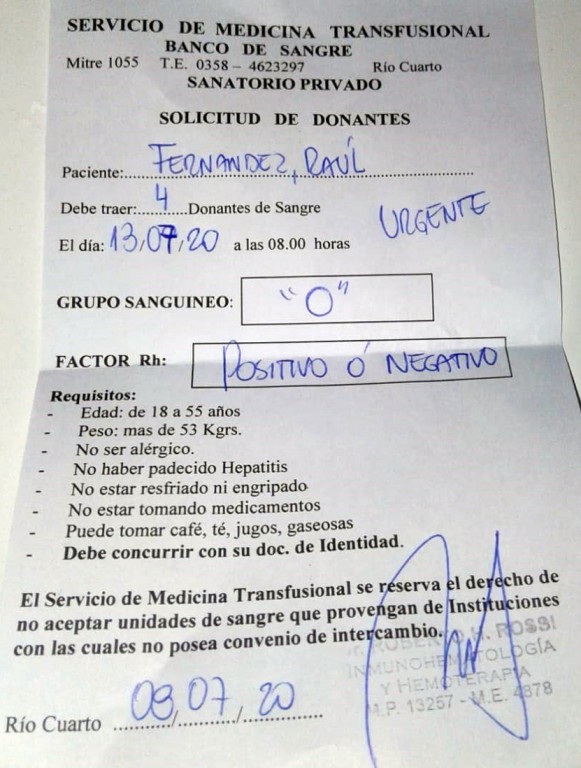 SERVICIO DE MEDICINA TRANSFUSIONAL
BANCO DE SANGRE
Mitre 1055 T.E. 0358 – 4623297 Río Cuarto
SANATORIO PRIVADO
SOLICITUD DE DONANTES
Paciente:....FERNANDEZ, RAÚL....
Debe traer:....4....Donantes de Sangre
URGENTE
El día: 13,07,20 a las 08.00 horas
GRUPO SANGUINEO: "O"
FACTOR Rh: POSITIVO Ó NEGATIVO
Requisitos:
- Edad: de 18 a 55 años
- Peso: mas de 53 Kgrs.
- No ser alérgico.
- No haber padecido Hepatitis
- No estar resfriado ni engripado
- No estar tomando medicamentos
- Puede tomar café, té, jugos, gaseosas
- Debe concurrir con su doc. de Identidad.
El Servicio de Medicina Transfusional se reserva el derecho de
no aceptar unidades de sangre que provengan de Instituciones
con las cuales no posea convenio de intercambio.
ROSSI
INMUNOHEMATOLOGÍA
Y HEMOTERAPIA
M.P. 13257 - M.E.
Río Cuarto 08,07,20